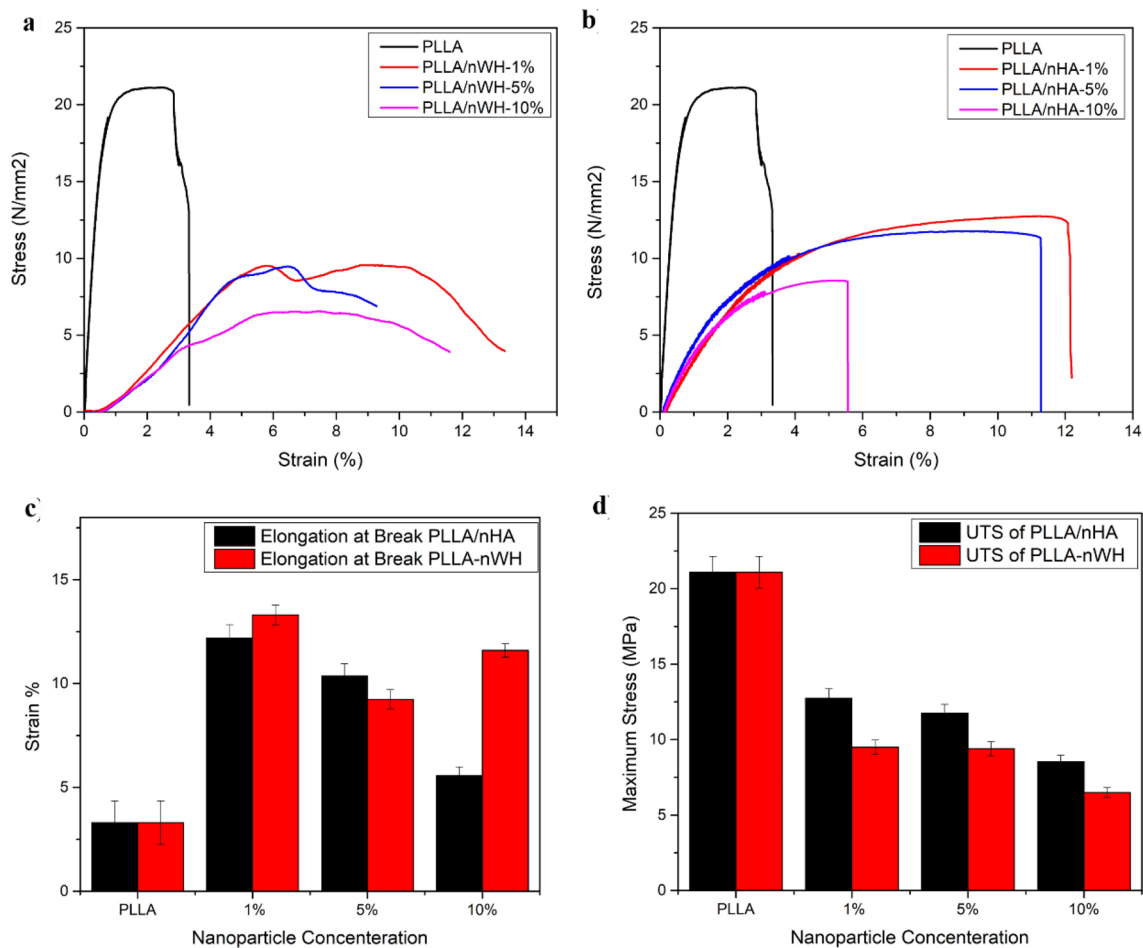 a
25
20
15
10
5
0
Stress (N/mm2)
PLLA
PLLA/nWH-1%
PLLA/nWH-5%
PLLA/nWH-10%
0 2 4 6 8 10 12 14
Strain (%)
b)
25
20
15
10
5
0
Stress (N/mm2)
PLLA
PLLA/nHA-1%
PLLA/nHA-5%
PLLA/nHA-10%
0 2 4 6 8 10 12 14
Strain (%)
c)
15
10
5
0
Strain %
Elongation at Break PLLA/nHA
Elongation at Break PLLA-nWH
PLLA 1% 5% 10%
Nanoparticle Concenteration
d)
25
20
15
10
5
0
Maximum Stress (MPa)
UTS of PLLA/nHA
UTS of PLLA-nWH
PLLA 1% 5% 10%
Nanoparticle Concenteration